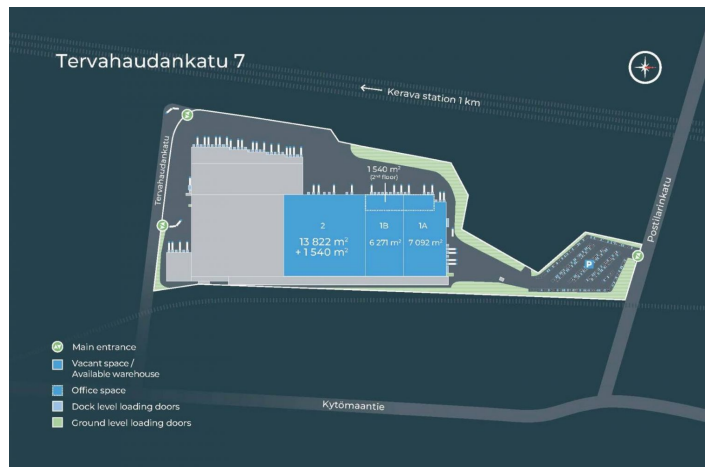 Tervahaudankatu 7
← Kerava station 1 km
Tervahaudankatu
1 540 m²
(2ⁿᵈ floor)
2
13 822 m²
+ 1 540 m²
1B
6 271 m²
1A
7 092 m²
P
Postilarinkatu
Main entrance
Vacant space /
Available warehouse
Office space
Dock level loading doors
Ground level loading doors
Kytömaantie